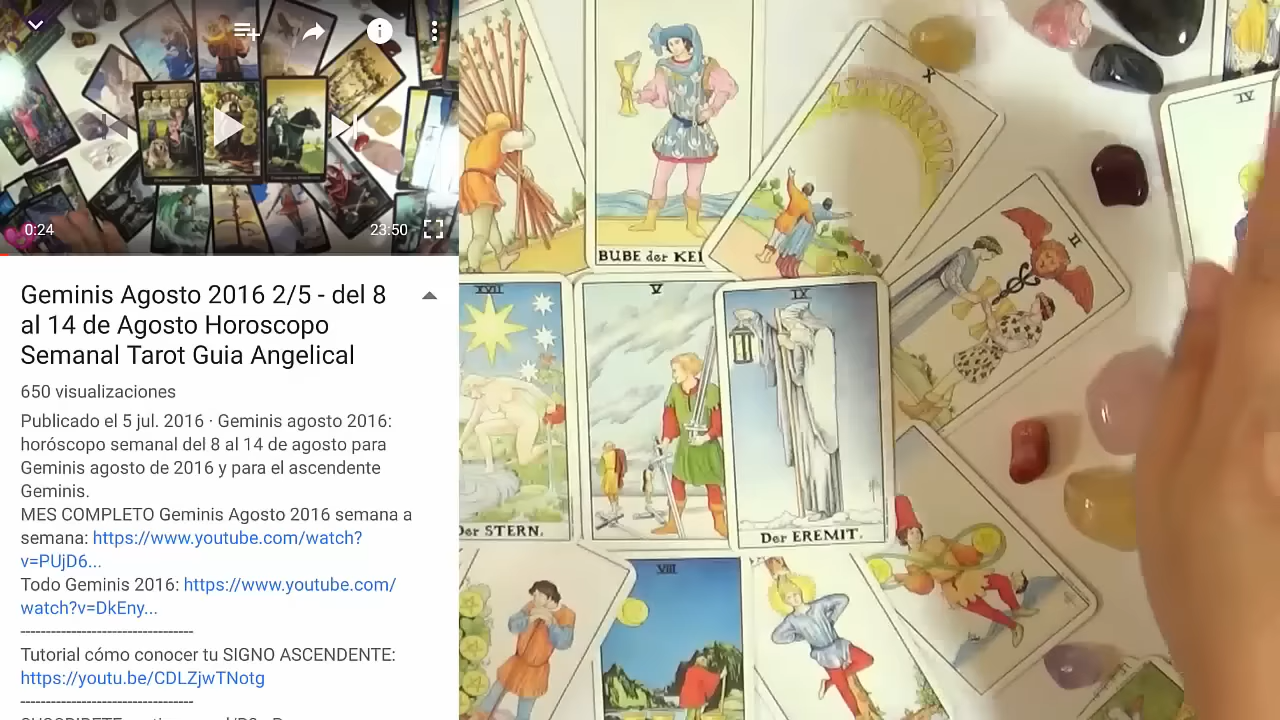 0:24
23:50
Geminis Agosto 2016 2/5 - del 8
al 14 de Agosto Horoscopo
Semanal Tarot Guia Angelical
650 visualizaciones
Publicado el 5 jul. 2016 · Geminis agosto 2016:
horóscopo semanal del 8 al 14 de agosto para
Geminis agosto de 2016 y para el ascendente
Geminis.
MES COMPLETO Geminis Agosto 2016 semana a
semana: https://www.youtube.com/watch?
v=PUjD6...
Todo Geminis 2016: https://www.youtube.com/
watch?v=DkEny...
----------------------------------
Tutorial cómo conocer tu SIGNO ASCENDENTE:
https://youtu.be/CDLZjwTNotg
----------------------------------
BUBE der KEL
X
IV
II
XVII
V
IX
Der STERN.
Der EREMIT.
VIII